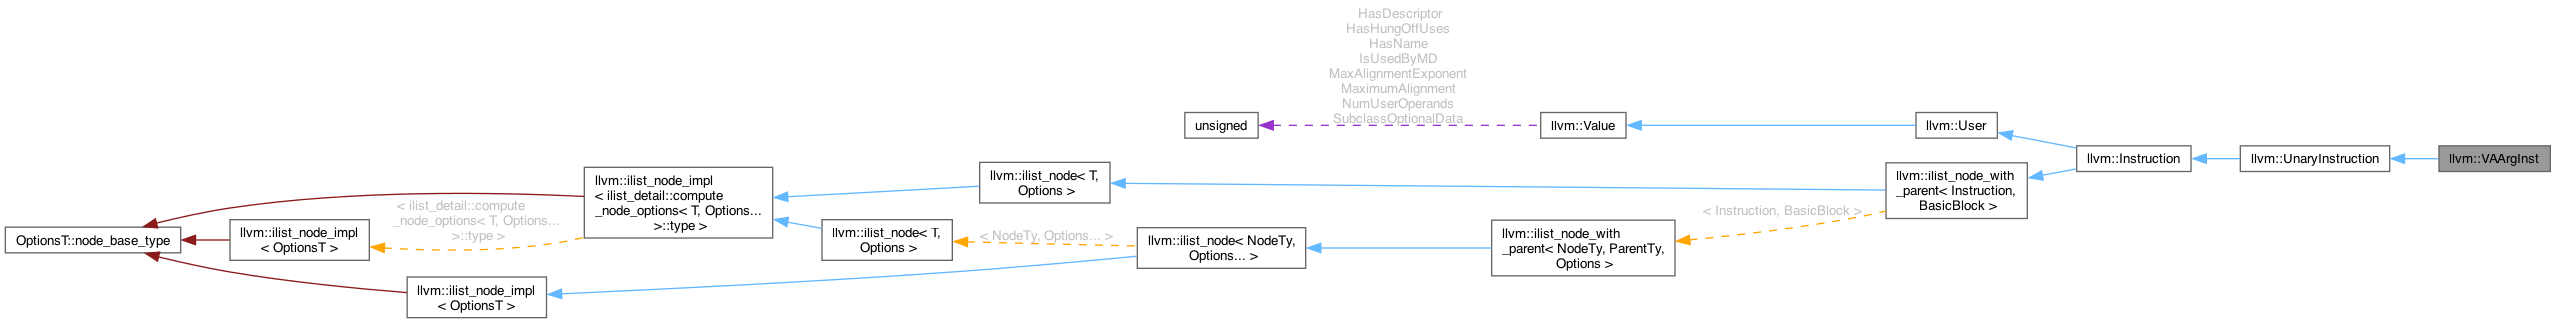 HasDescriptor
HasHungOffUses
HasName
IsUsedByMD
MaxAlignmentExponent
MaximumAlignment
NumUserOperands
SubclassOptionalData
unsigned
llvm::Value
llvm::User
llvm::Instruction
llvm::UnaryInstruction
llvm::VAArgInst
llvm::ilist_node_impl
< ilist_detail::compute
_node_options< T, Options...
>::type >
llvm::ilist_node< T,
Options >
llvm::ilist_node_with
_parent< Instruction,
BasicBlock >
< ilist_detail::compute
_node_options< T, Options...
>::type >
< Instruction, BasicBlock >
OptionsT::node_base_type
llvm::ilist_node_impl
< OptionsT >
llvm::ilist_node< T,
Options >
< NodeTy, Options... >
llvm::ilist_node< NodeTy,
Options... >
llvm::ilist_node_with
_parent< NodeTy, ParentTy,
Options >
llvm::ilist_node_impl
< OptionsT >